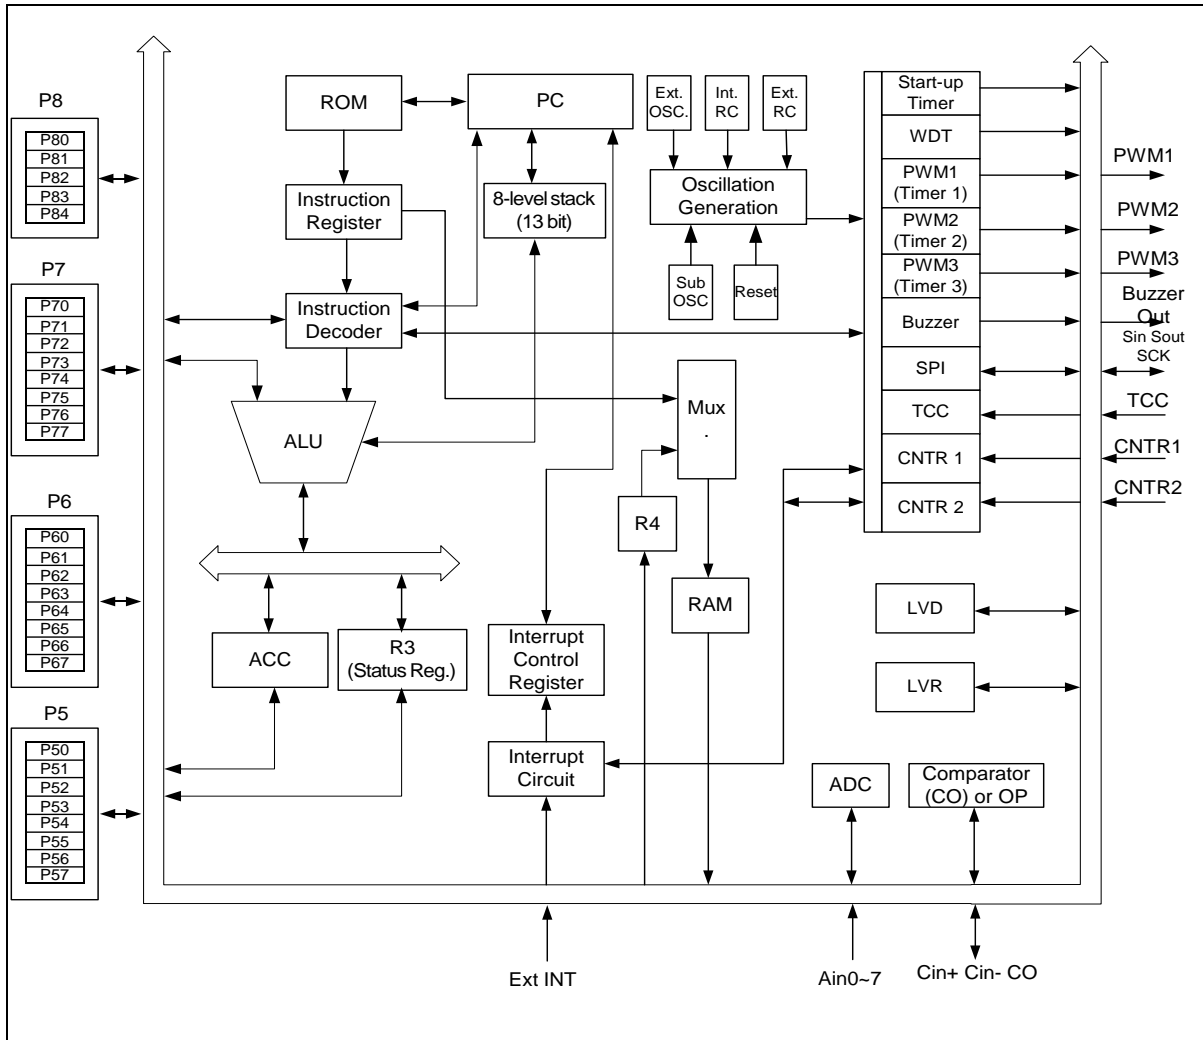 P8
P80
P81
P82
P83
P84
P7
P70
P71
P72
P73
P74
P75
P76
P77
P6
P60
P61
P62
P63
P64
P65
P66
P67
P5
P50
P51
P52
P53
P54
P55
P56
P57
ROM
PC
Instruction
Register
8-level stack
(13 bit)
Instruction
Decoder
ALU
ACC
R3
(Status Reg.)
Interrupt
Control
Register
Interrupt
Circuit
Ext.
OSC.
Int.
RC
Ext.
RC
Oscillation
Generation
Sub
OSC
Reset
Mux
.
R4
RAM
Start-up
Timer
WDT
PWM1
(Timer 1)
PWM2
(Timer 2)
PWM3
(Timer 3)
Buzzer
SPI
TCC
CNTR 1
CNTR 2
LVD
LVR
ADC
Comparator
(CO) or OP
PWM1
PWM2
PWM3
Buzzer
Out
Sin Sout
SCK
TCC
CNTR1
CNTR2
Ext INT
Ain0~7
Cin+ Cin- CO